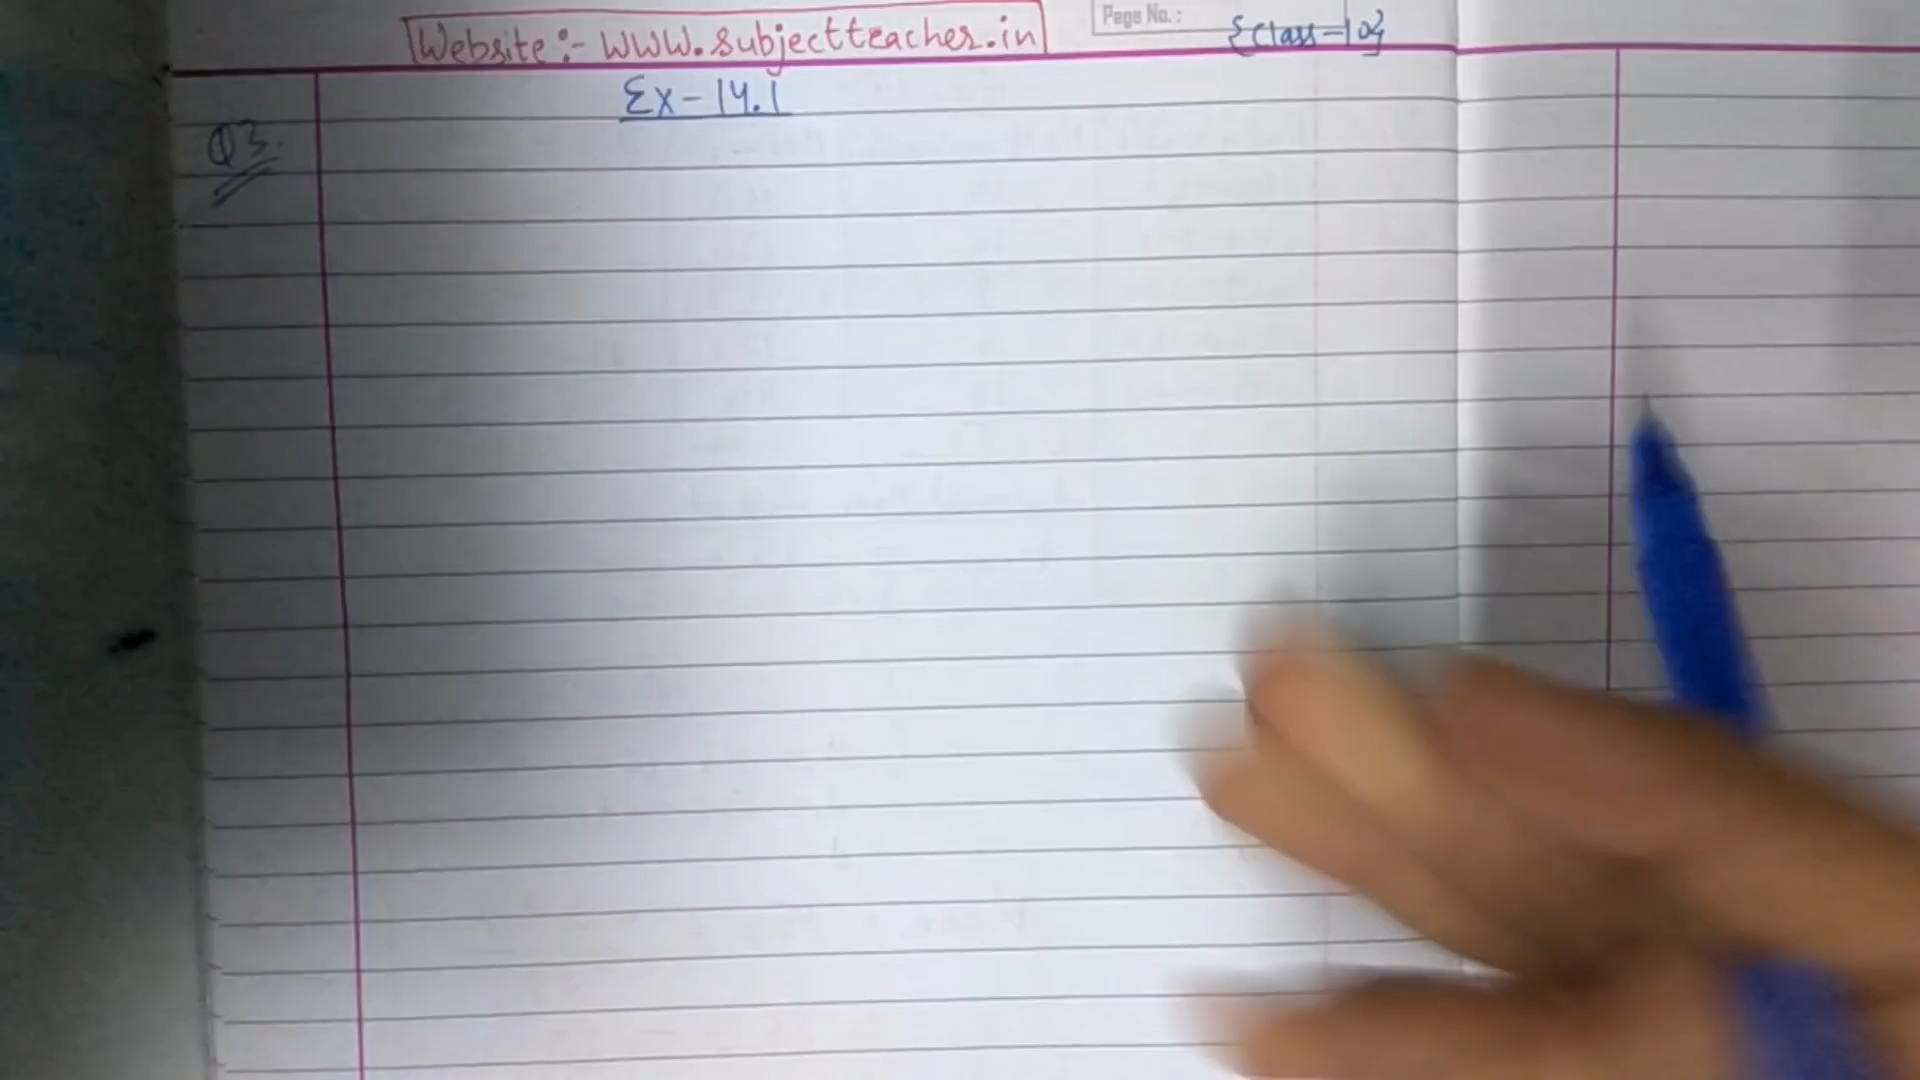 Website :- www.subjectteacher.in
Page No. :
{Class-10}
Ex - 14.1
Q3.